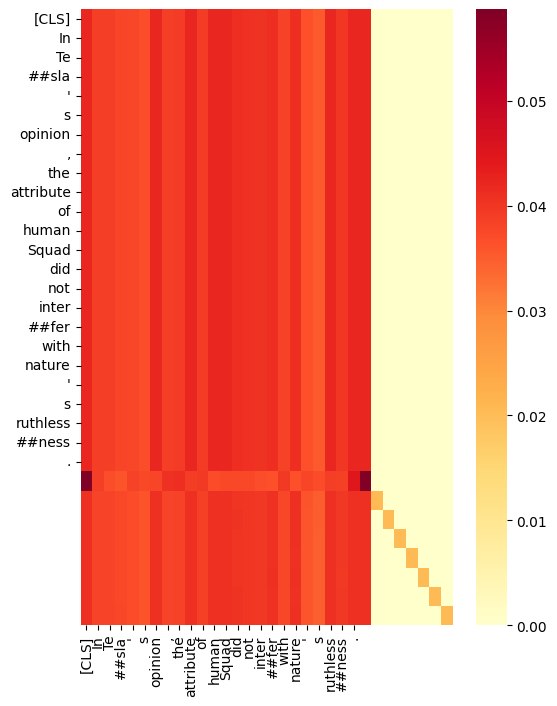 [CLS]
In
Te
##sla
'
s
opinion
,
the
attribute
of
human
Squad
did
not
inter
##fer
with
nature
'
s
ruthless
##ness
.
0.05
0.04
0.03
0.02
0.01
0.00
[CLS]
In
Te
##sla
'
s
opinion
,
the
attribute
of
human
Squad
did
not
inter
##fer
with
nature
'
s
ruthless
##ness
.